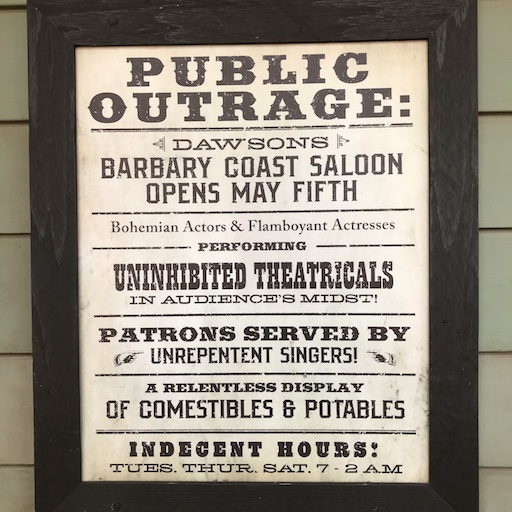 PUBLIC
OUTRAGE:
DAWSONS
BARBARY COAST SALOON
OPENS MAY FIFTH
Bohemian Actors & Flamboyant Actresses
PERFORMING
UNINHIBITED THEATRICALS
IN AUDIENCE'S MIDST!
PATRONS SERVED BY
UNREPENTENT SINGERS!
A RELENTLESS DISPLAY
OF COMESTIBLES & POTABLES
INDECENT HOURS:
TUES. THUR. SAT. 7 - 2 AM